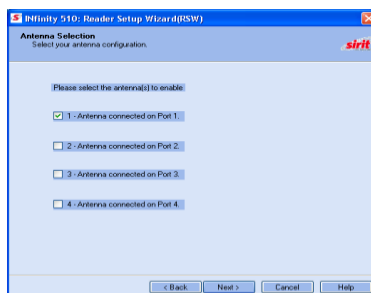 INfinity 510: Reader Setup Wizard(RSW)
Antenna Selection
Select your antenna configuration.
sirit
Please select the antenna(s) to enable
1 - Antenna connected on Port 1.
2 - Antenna connected on Port 2.
3 - Antenna connected on Port 3.
4 - Antenna connected on Port 4.
< Back Next > Cancel Help